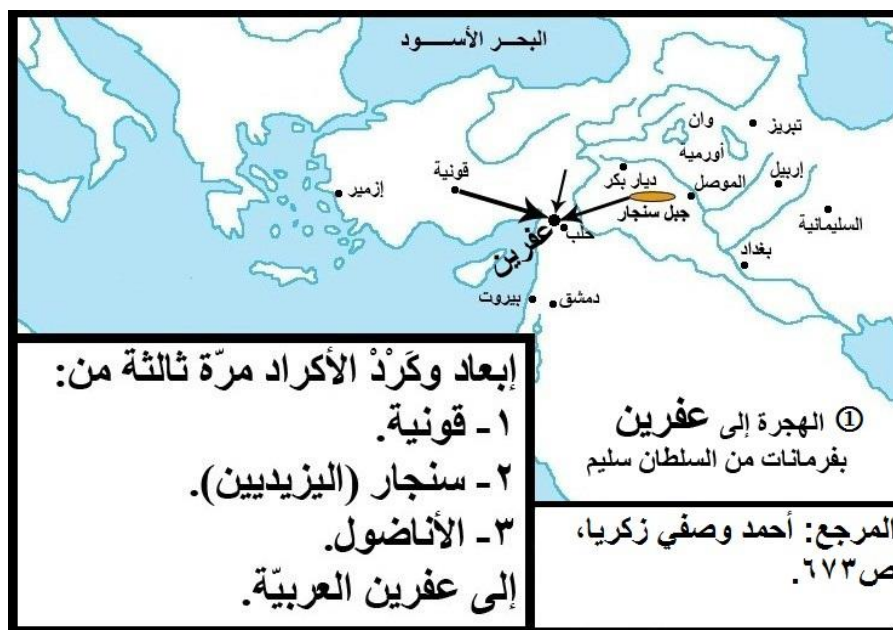 البحـر الأســـود
تبريز
وان
أورمية
إربيل
الموصل
ديار بكر
جبل سنجار
السليمانية
قونية
إزمير
حلب
عفرين
بغداد
دمشق
بيروت
① الهجرة إلى عفرين
بفرمانات من السلطان سليم
إبعاد وكَرْدْ الأكراد مرّة ثالثة من:
١- قونية.
٢- سنجار (اليزيديين).
٣- الأناضول.
إلى عفرين العربيّة.
المرجع: أحمد وصفي زكريا،
ص٦٧٣.